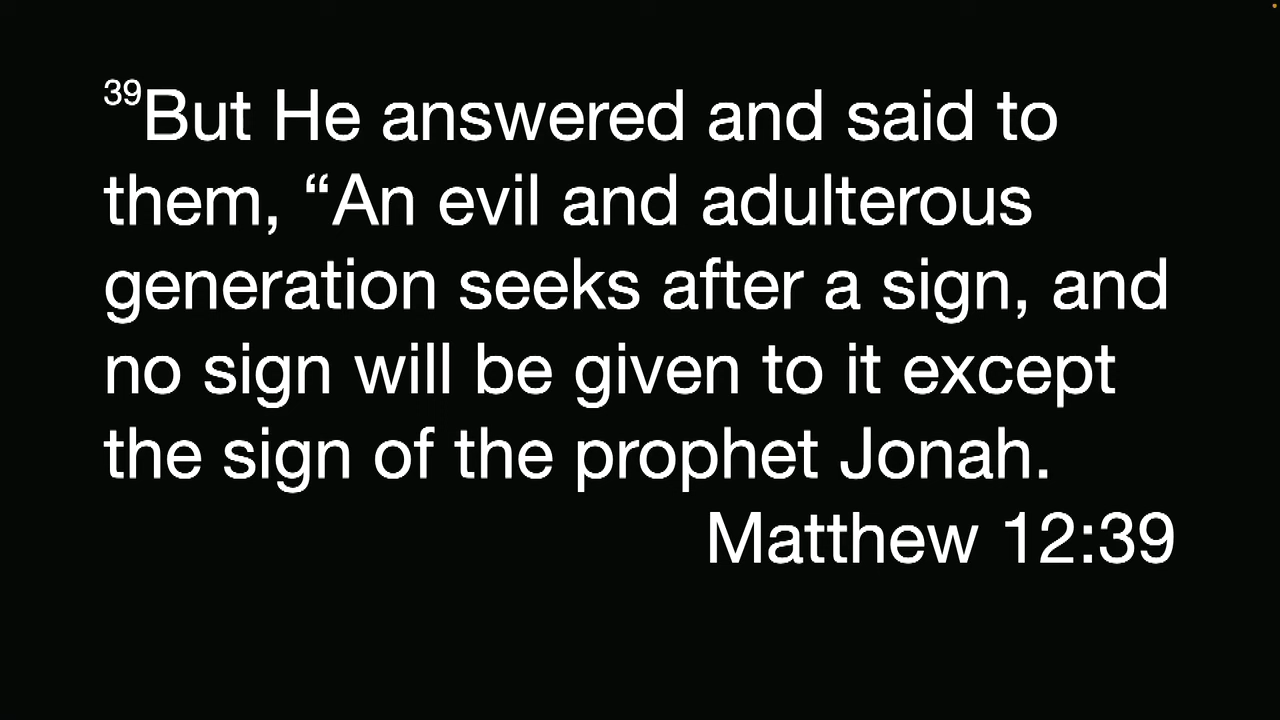 39But He answered and said to
them, “An evil and adulterous
generation seeks after a sign, and
no sign will be given to it except
the sign of the prophet Jonah.
Matthew 12:39